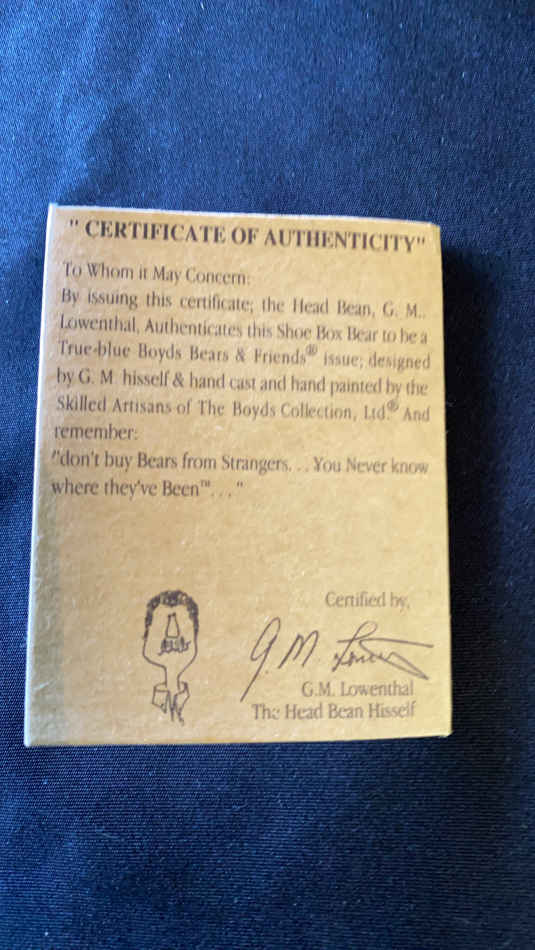 " CERTIFICATE OF AUTHENTICITY"
To Whom it May Concern:
By issuing this certificate; the Head Bean, G. M..
Lowenthal, Authenticates this Shoe Box Bear to be a
True-blue Boyds Bears & Friends® issue; designed
by G. M. hisself & hand cast and hand painted by the
Skilled Artisans of The Boyds Collection, Ltd.® And
remember:
"don't buy Bears from Strangers. . . You Never know
where they've Been™. . . "
Certified by,
G.M. Lowenthal
The Head Bean Hisself